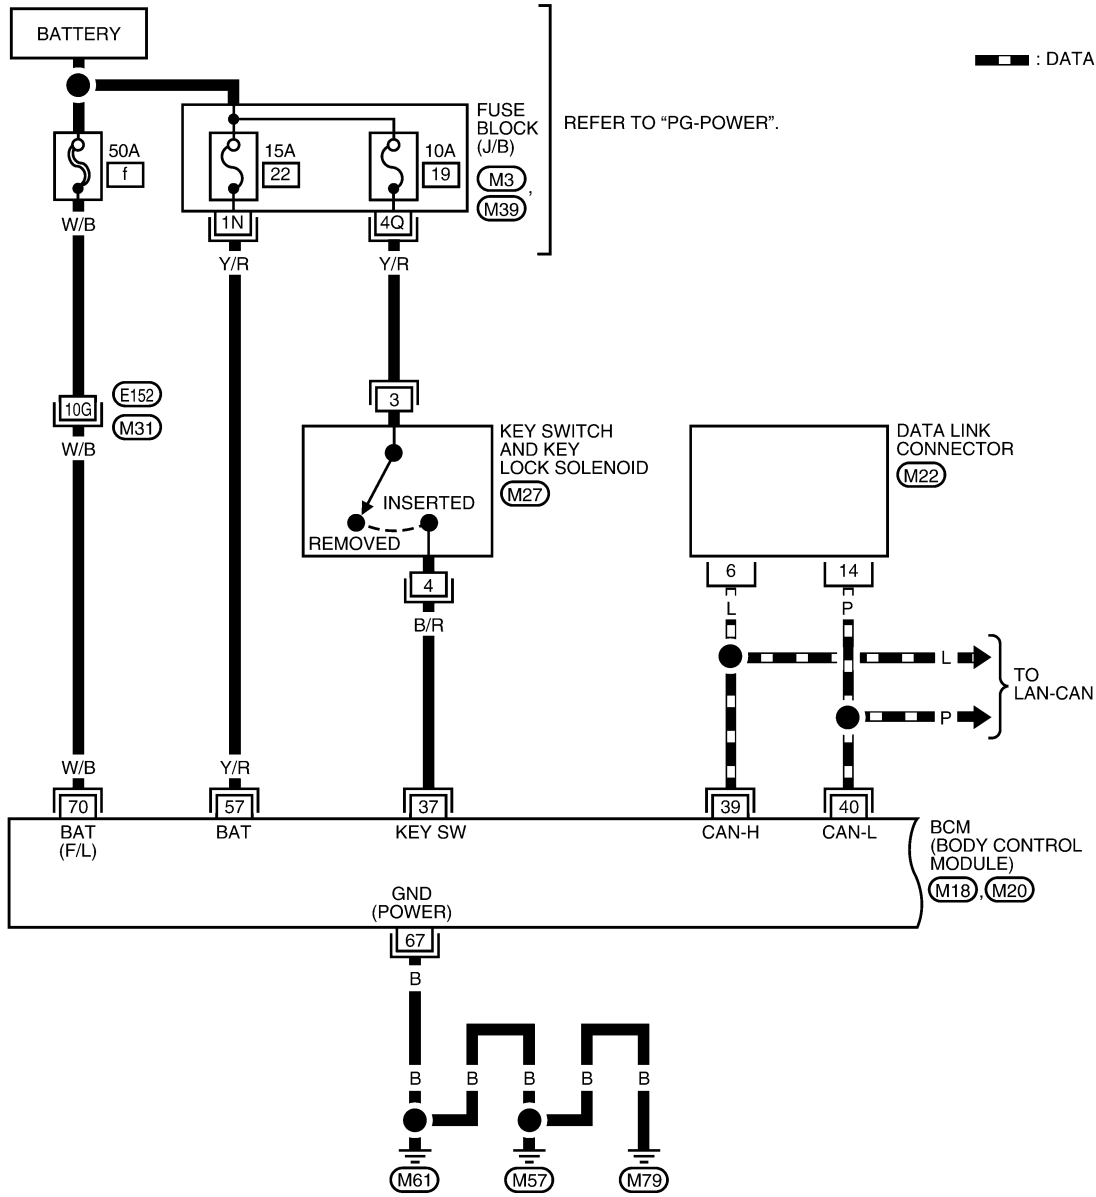 BATTERY
: DATA
50A
f
15A
22
10A
19
FUSE
BLOCK
(J/B)
M3
,
M39
REFER TO “PG-POWER”.
1N
4Q
W/B
Y/R
Y/R
10G
E152
M31
W/B
3
KEY SWITCH
AND KEY
LOCK SOLENOID
M27
INSERTED
REMOVED
4
B/R
DATA LINK
CONNECTOR
M22
6
14
L
P
L
P
TO
LAN-CAN
W/B
Y/R
70
57
37
39
40
BAT
(F/L)
BAT
KEY SW
CAN-H
CAN-L
BCM
(BODY CONTROL
MODULE)
M18 , M20
GND
(POWER)
67
B
B
B
B
B
B
M61
M57
M79